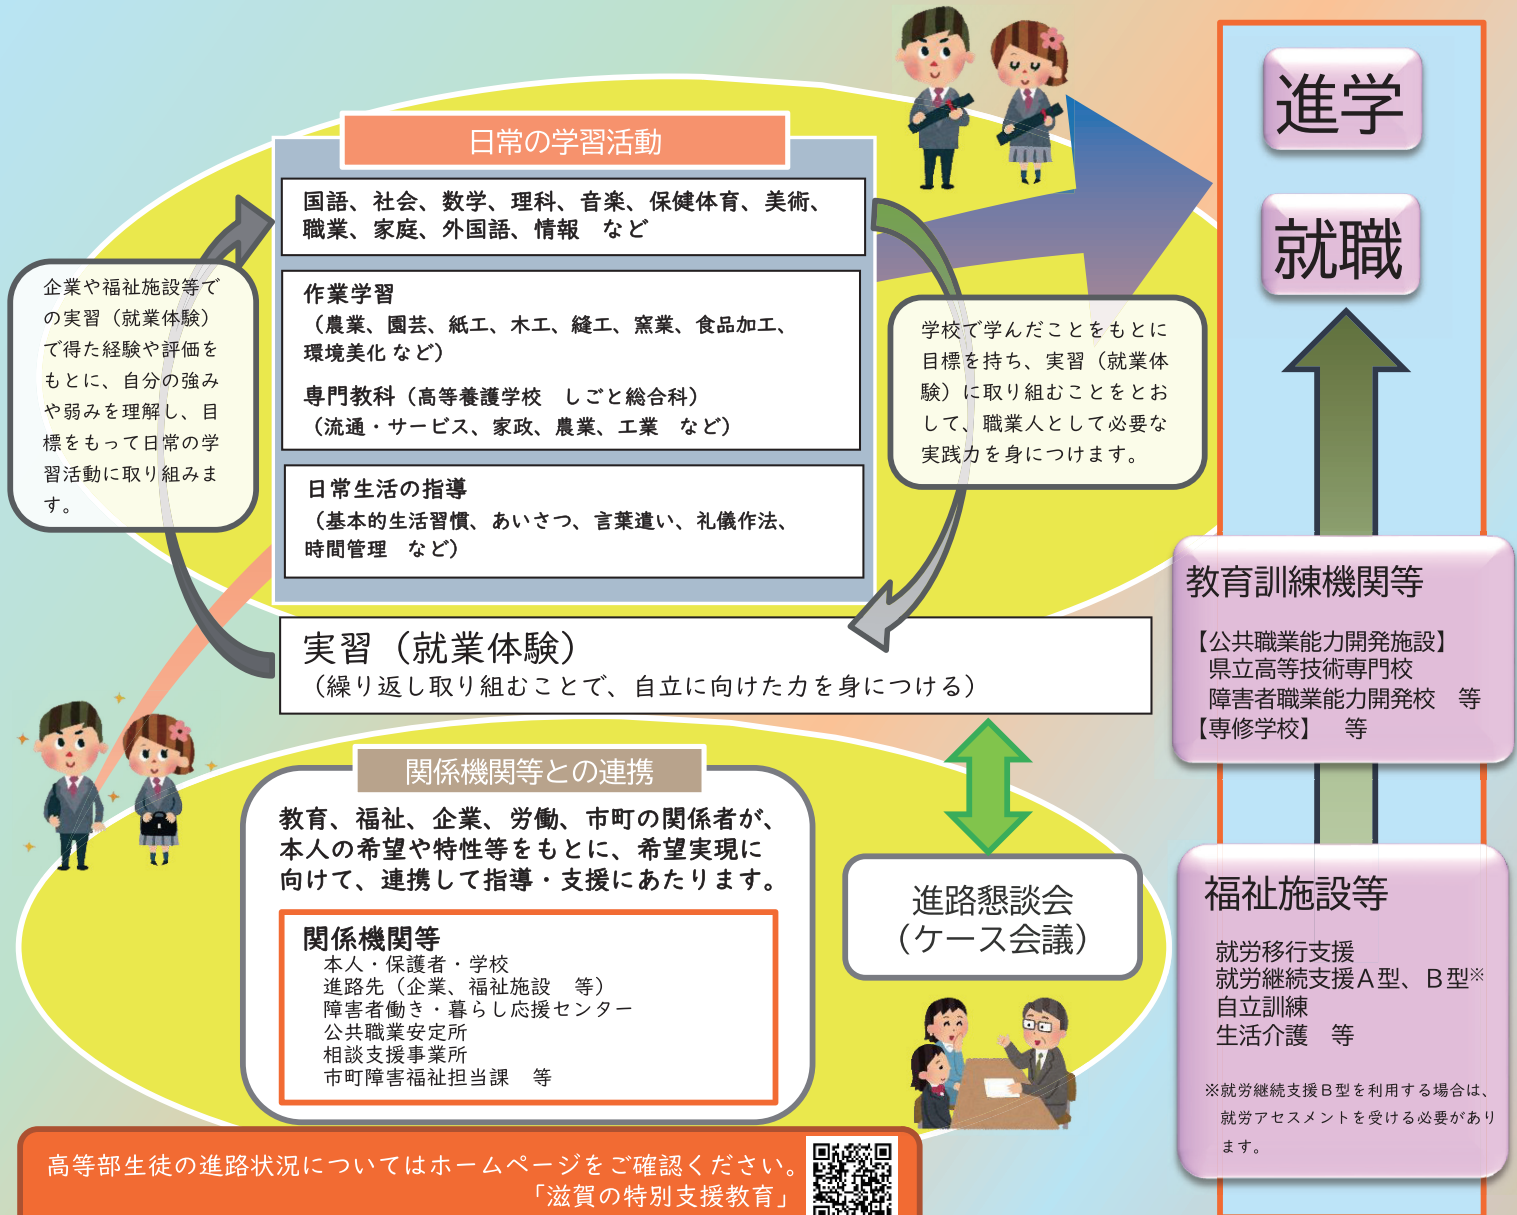 日常の学習活動
国語、社会、数学、理科、音楽、保健体育、美術、
職業、家庭、外国語、情報　など
作業学習
（農業、園芸、紙工、木工、縫工、窯業、食品加工、
環境美化 など）
専門教科（高等養護学校　しごと総合科）
（流通・サービス、家政、農業、工業　など）
日常生活の指導
（基本的生活習慣、あいさつ、言葉遣い、礼儀作法、
時間管理　など）
企業や福祉施設等で
の実習（就業体験）
で得た経験や評価を
もとに、自分の強み
や弱みを理解し、目
標をもって日常の学
習活動に取り組みま
す。
学校で学んだことをもとに
目標を持ち、実習（就業体
験）に取り組むことをとお
して、職業人として必要な
実践力を身につけます。
実習（就業体験）
（繰り返し取り組むことで、自立に向けた力を身につける）
関係機関等との連携
教育、福祉、企業、労働、市町の関係者が、
本人の希望や特性等をもとに、希望実現に
向けて、連携して指導・支援にあたります。
関係機関等
本人・保護者・学校
進路先（企業、福祉施設　等）
障害者働き・暮らし応援センター
公共職業安定所
相談支援事業所
市町障害福祉担当課　等
進路懇談会
（ケース会議）
進学
就職
教育訓練機関等
【公共職業能力開発施設】
県立高等技術専門校
障害者職業能力開発校　等
【専修学校】　等
福祉施設等
就労移行支援
就労継続支援Ａ型、Ｂ型※
自立訓練
生活介護　等
※就労継続支援Ｂ型を利用する場合は、
就労アセスメントを受ける必要があり
ます。
高等部生徒の進路状況についてはホームページをご確認ください。
「滋賀の特別支援教育」